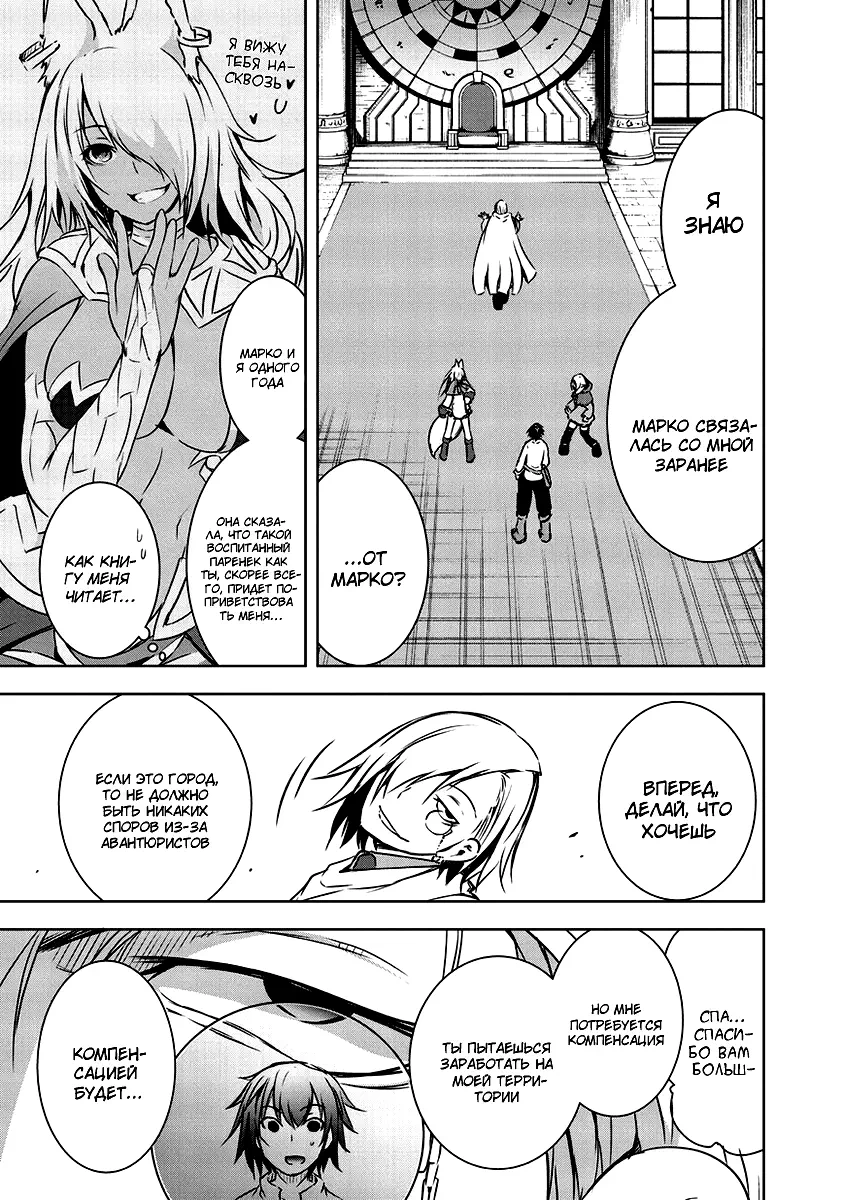 Я
ЗНАЮ
МАРКО СВЯЗА-
ЛАСЬ СО МНОЙ
ЗАРАНЕЕ
...ОТ
МАРКО?
Я ВИЖУ
ТЕБЯ НА-
СКВОЗЬ
МАРКО И
Я ОДНОГО
ГОДА
ОНА СКАЗА-
ЛА, ЧТО ТАКОЙ
ВОСПИТАННЫЙ
ПАРЕНЕК КАК
ТЫ, СКОРЕЕ ВСЕ-
ГО, ПРИДЕТ ПО-
ПРИВЕТСТВОВА
ТЬ МЕНЯ...
КАК КНИ-
ГУ МЕНЯ
ЧИТАЕТ...
ВПЕРЕД,
ДЕЛАЙ, ЧТО
ХОЧЕШЬ
ЕСЛИ ЭТО ГОРОД,
ТО НЕ ДОЛЖНО
БЫТЬ НИКАКИХ
СПОРОВ ИЗ-ЗА
АВАНТЮРИСТОВ
СПА...
СПАСИ-
БО ВАМ
БОЛЬШ-
НО МНЕ
ПОТРЕБУЕТСЯ
КОМПЕНСАЦИЯ
ТЫ ПЫТАЕШЬСЯ
ЗАРАБОТАТЬ НА
МОЕЙ ТЕРРИ-
ТОРИИ
КОМПЕН-
САЦИЕЙ
БУДЕТ...